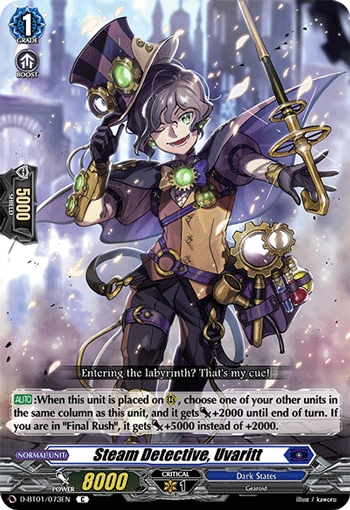 1
GRADE
BOOST
5000
SHIELD
Entering the labyrinth? That's my cue!
AUTO:When this unit is placed on R, choose one of your other units in
the same column as this unit, and it gets +2000 until end of turn. If
you are in "Final Rush", it gets +5000 instead of +2000.
NORMAL UNIT
Steam Detective, Uvaritt
POWER 8000
CRITICAL
1
Dark States
Gearoid
D-BT01/073EN C
illust / kaworu